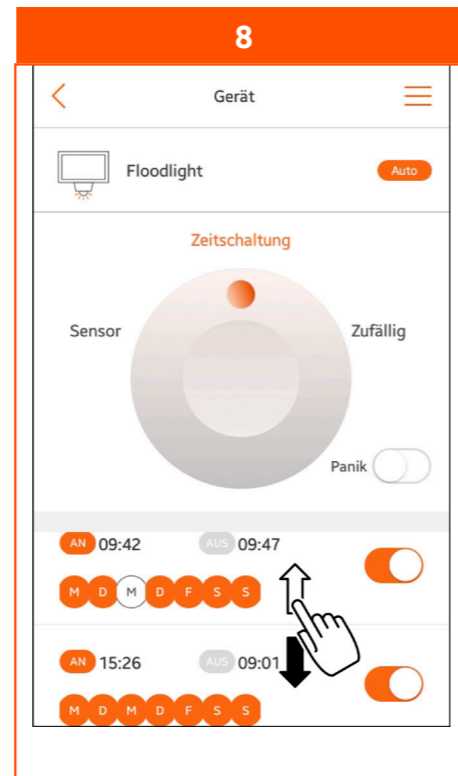 8
Gerät
Floodlight Auto
Zeitschaltung
Sensor Zufällig
Panik
AN 09:42 AUS 09:47
M D M D F S S
AN 15:26 AUS 09:01
M D M D F S S